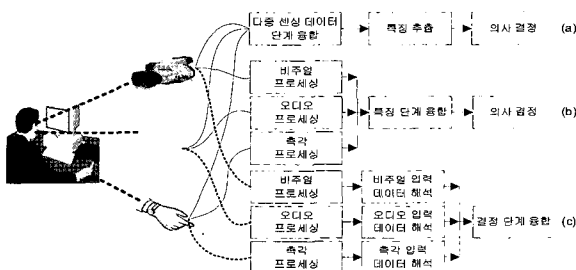 다중 센싱 데이터
단계 융합
특징 추출
의사 결정
(a)
비주얼
프로세싱
오디오
프로세싱
특징 단계 융합
의사 결정
(b)
촉각
프로세싱
비주얼
프로세싱
비주얼 입력
데이터 해석
오디오
프로세싱
오디오 입력
데이터 해석
결정 단계 융합
(c)
촉각
프로세싱
촉각 입력
데이터 해석